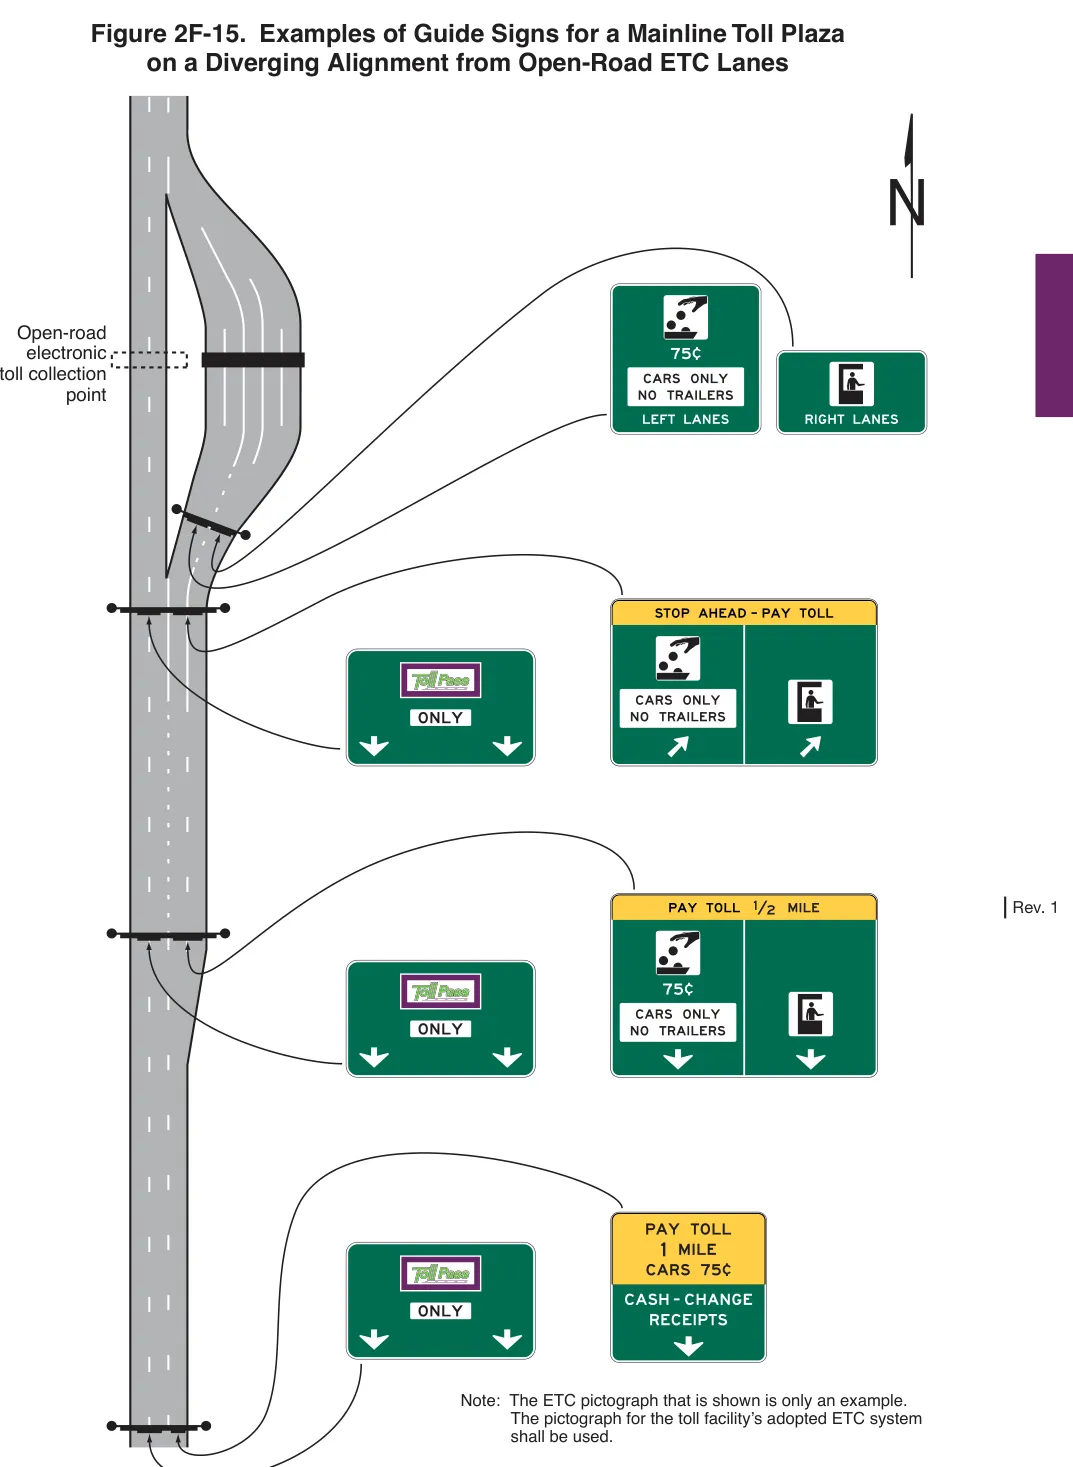 Figure 2F-15. Examples of Guide Signs for a Mainline Toll Plaza
on a Diverging Alignment from Open-Road ETC Lanes
N
Open-road
electronic
toll collection
point
75¢
CARS ONLY
NO TRAILERS
LEFT LANES
RIGHT LANES
STOP AHEAD - PAY TOLL
CARS ONLY
NO TRAILERS
Toll Pass
ONLY
PAY TOLL 1/2 MILE
75¢
CARS ONLY
NO TRAILERS
Rev. 1
Toll Pass
ONLY
PAY TOLL
1 MILE
CARS 75¢
CASH - CHANGE
RECEIPTS
Toll Pass
ONLY
Note: The ETC pictograph that is shown is only an example.
The pictograph for the toll facility's adopted ETC system
shall be used.